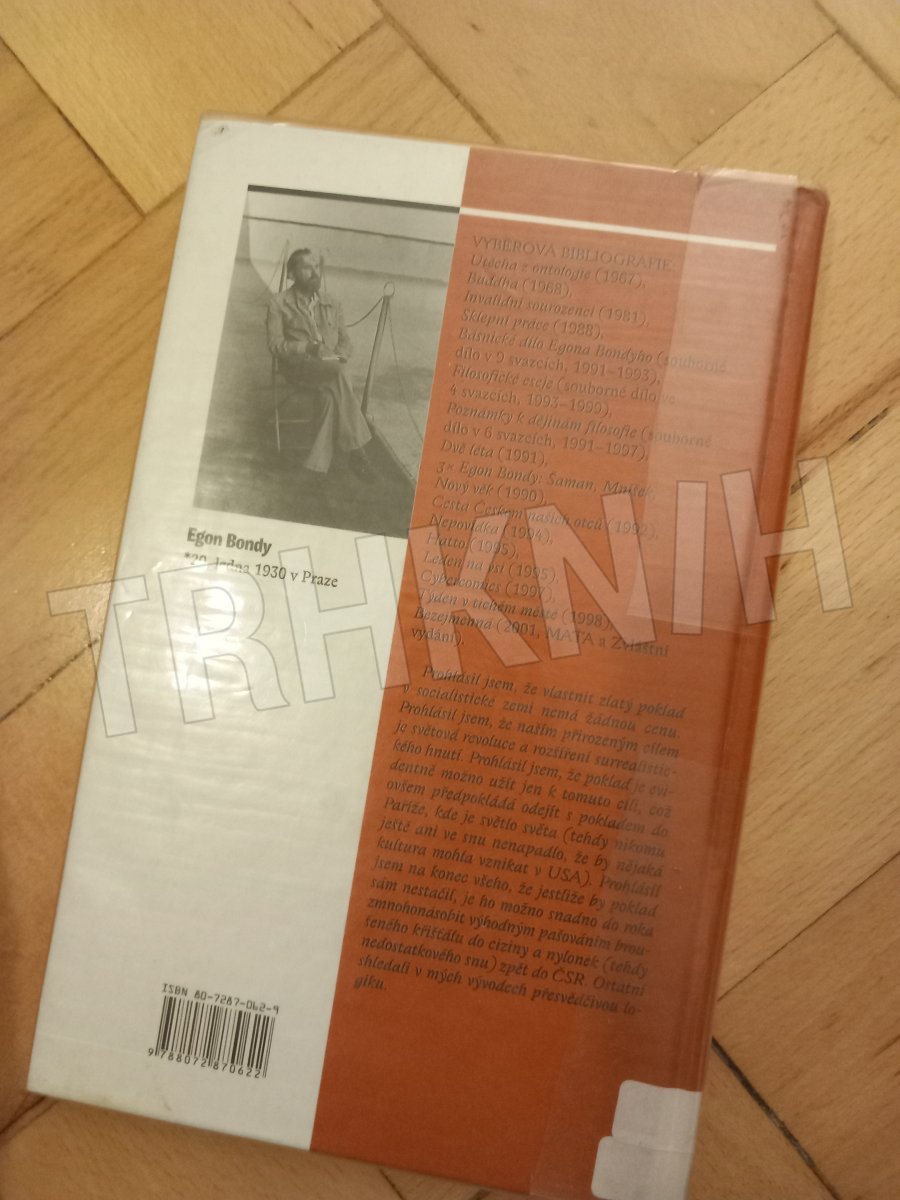 Egon Bondy
*20. ledna 1930 v Praze
ISBN 80-7287-062-9
9788072870622
VÝBĚROVÁ BIBLIOGRAFIE:
Útěcha z ontologie (1967),
Buddha (1968),
Invalidní sourozenci (1981),
Sklepní práce (1988),
Básnické dílo Egona Bondyho (souborné
dílo v 9 svazcích, 1991–1993),
Filosofické eseje (souborné dílo ve
4 svazcích, 1993–1999),
Poznámky k dějinám filosofie (souborné
dílo v 6 svazcích, 1991–1997),
Dvě léta (1991),
3× Egon Bondy: Šaman, Mníšek,
Nový věk (1990),
Cesta Českem našich otců (1992),
Nepovídka (1994),
Hatto (1995),
Leden na psí (1995),
Cybercomics (1997),
Týden v tichém městě (1998),
Bezejmenná (2001, MAŤA a Zvláštní
vydání).
Prohlásil jsem, že vlastnit zlatý poklad
v socialistické zemi nemá žádnou cenu.
Prohlásil jsem, že naším přirozeným cílem
je světová revoluce a rozšíření surrealistic-
kého hnutí. Prohlásil jsem, že poklad je evi-
dentně možno užít jen k tomuto cíli, což
ovšem předpokládá odejít s pokladem do
Paříže, kde je světlo světa (tehdy nikomu
ještě ani ve snu nenapadlo, že by nějaká
kultura mohla vznikat v USA). Prohlásil
jsem na konec všeho, že jestliže by poklad
sám nestačil, je ho možno snadno do roka
zmnohonásobit výhodným pašováním brou-
šeného křišťálu do ciziny a nylonek (tehdy
nedostatkového snu) zpět do ČSR. Ostatní
shledali v mých vývodech přesvědčivou lo-
giku.
TRHKNIH